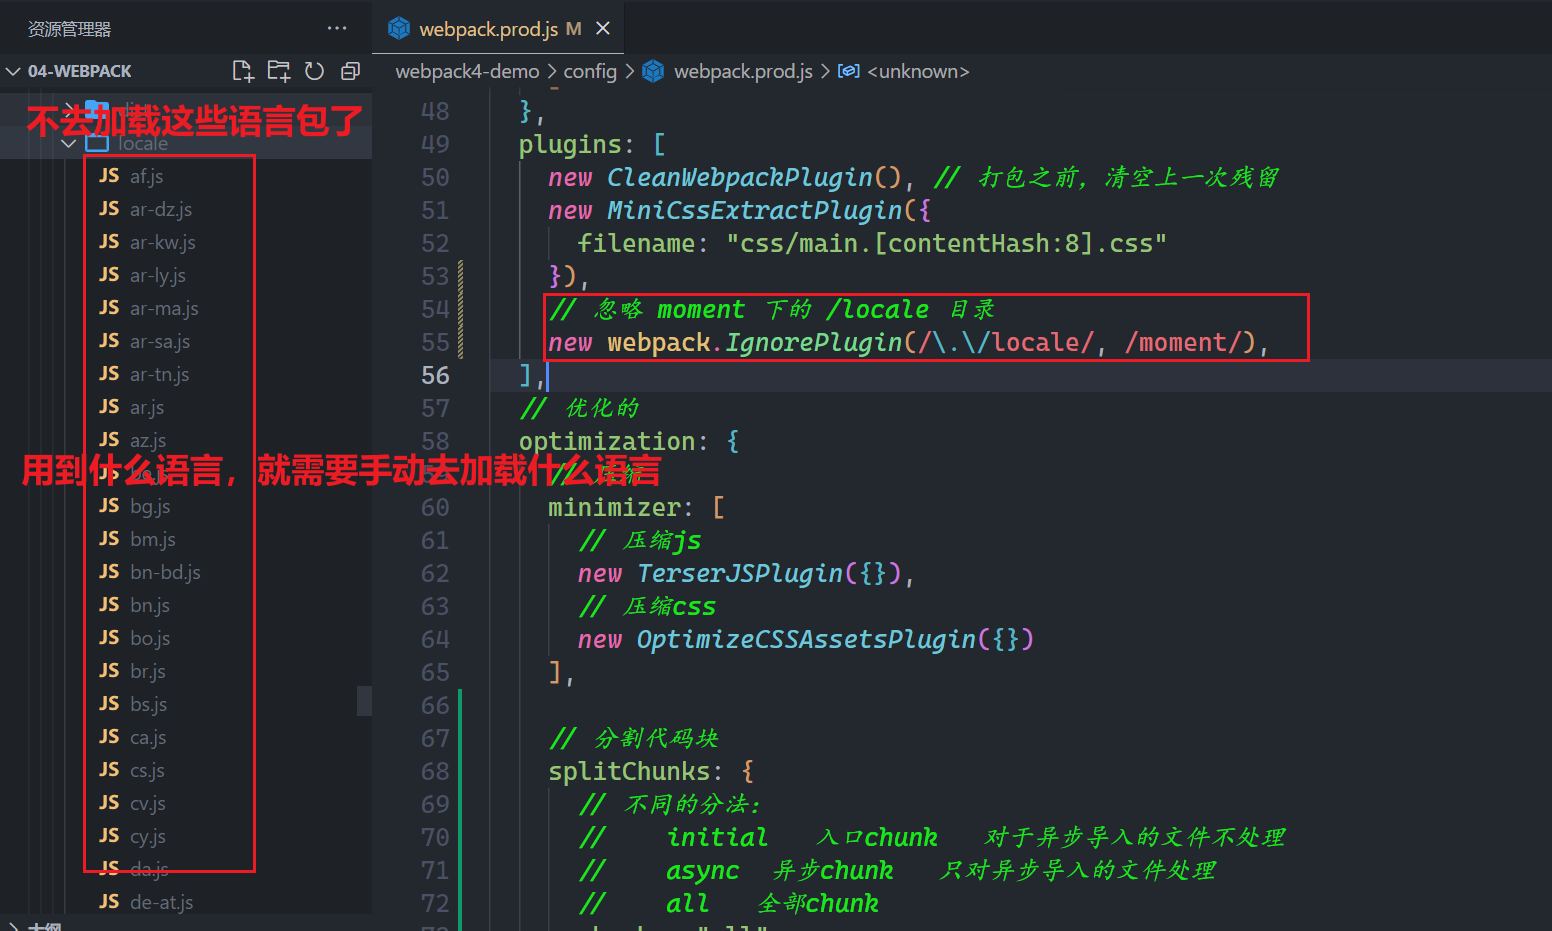 资源管理器
04-WEBPACK
不去加载这些语言包了
locale
JS af.js
JS ar-dz.js
JS ar-kw.js
JS ar-ly.js
JS ar-ma.js
JS ar-sa.js
JS ar-tn.js
JS ar.js
JS az.js
用到什么语言，就需要手动去加载什么语言
JS bg.js
JS bm.js
JS bn-bd.js
JS bn.js
JS bo.js
JS br.js
JS bs.js
JS ca.js
JS cs.js
JS cv.js
JS cy.js
JS da.js
JS de-at.js
大纲
webpack.prod.js M
webpack4-demo > config > webpack.prod.js > <unknown>
48 },
49 plugins: [
50 new CleanWebpackPlugin(), // 打包之前，清空上一次残留
51 new MiniCssExtractPlugin({
52 filename: "css/main.[contentHash:8].css"
53 }),
54 // 忽略 moment 下的 /locale 目录
55 new webpack.IgnorePlugin(/\.\/locale/, /moment/),
56 ],
57 // 优化的
58 optimization: {
// 压缩
60 minimizer: [
61 // 压缩js
62 new TerserJSPlugin({}),
63 // 压缩css
64 new OptimizeCSSAssetsPlugin({})
65 ],
66
67 // 分割代码块
68 splitChunks: {
69 // 不同的分法：
70 // initial 入口chunk 对于异步导入的文件不处理
71 // async 异步chunk 只对异步导入的文件处理
72 // all 全部chunk